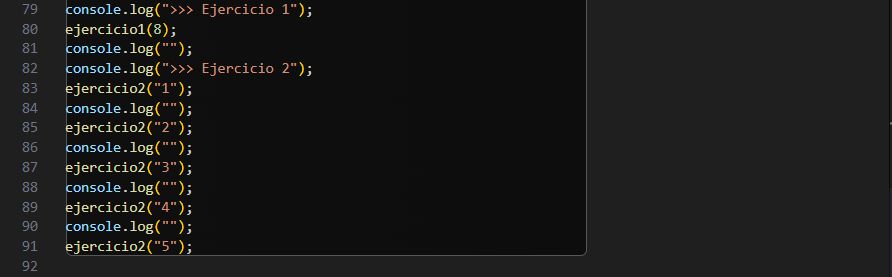 79 console.log(">>> Ejercicio 1");
80 ejercicio1(8);
81 console.log("");
82 console.log(">>> Ejercicio 2");
83 ejercicio2("1");
84 console.log("");
85 ejercicio2("2");
86 console.log("");
87 ejercicio2("3");
88 console.log("");
89 ejercicio2("4");
90 console.log("");
91 ejercicio2("5");
92